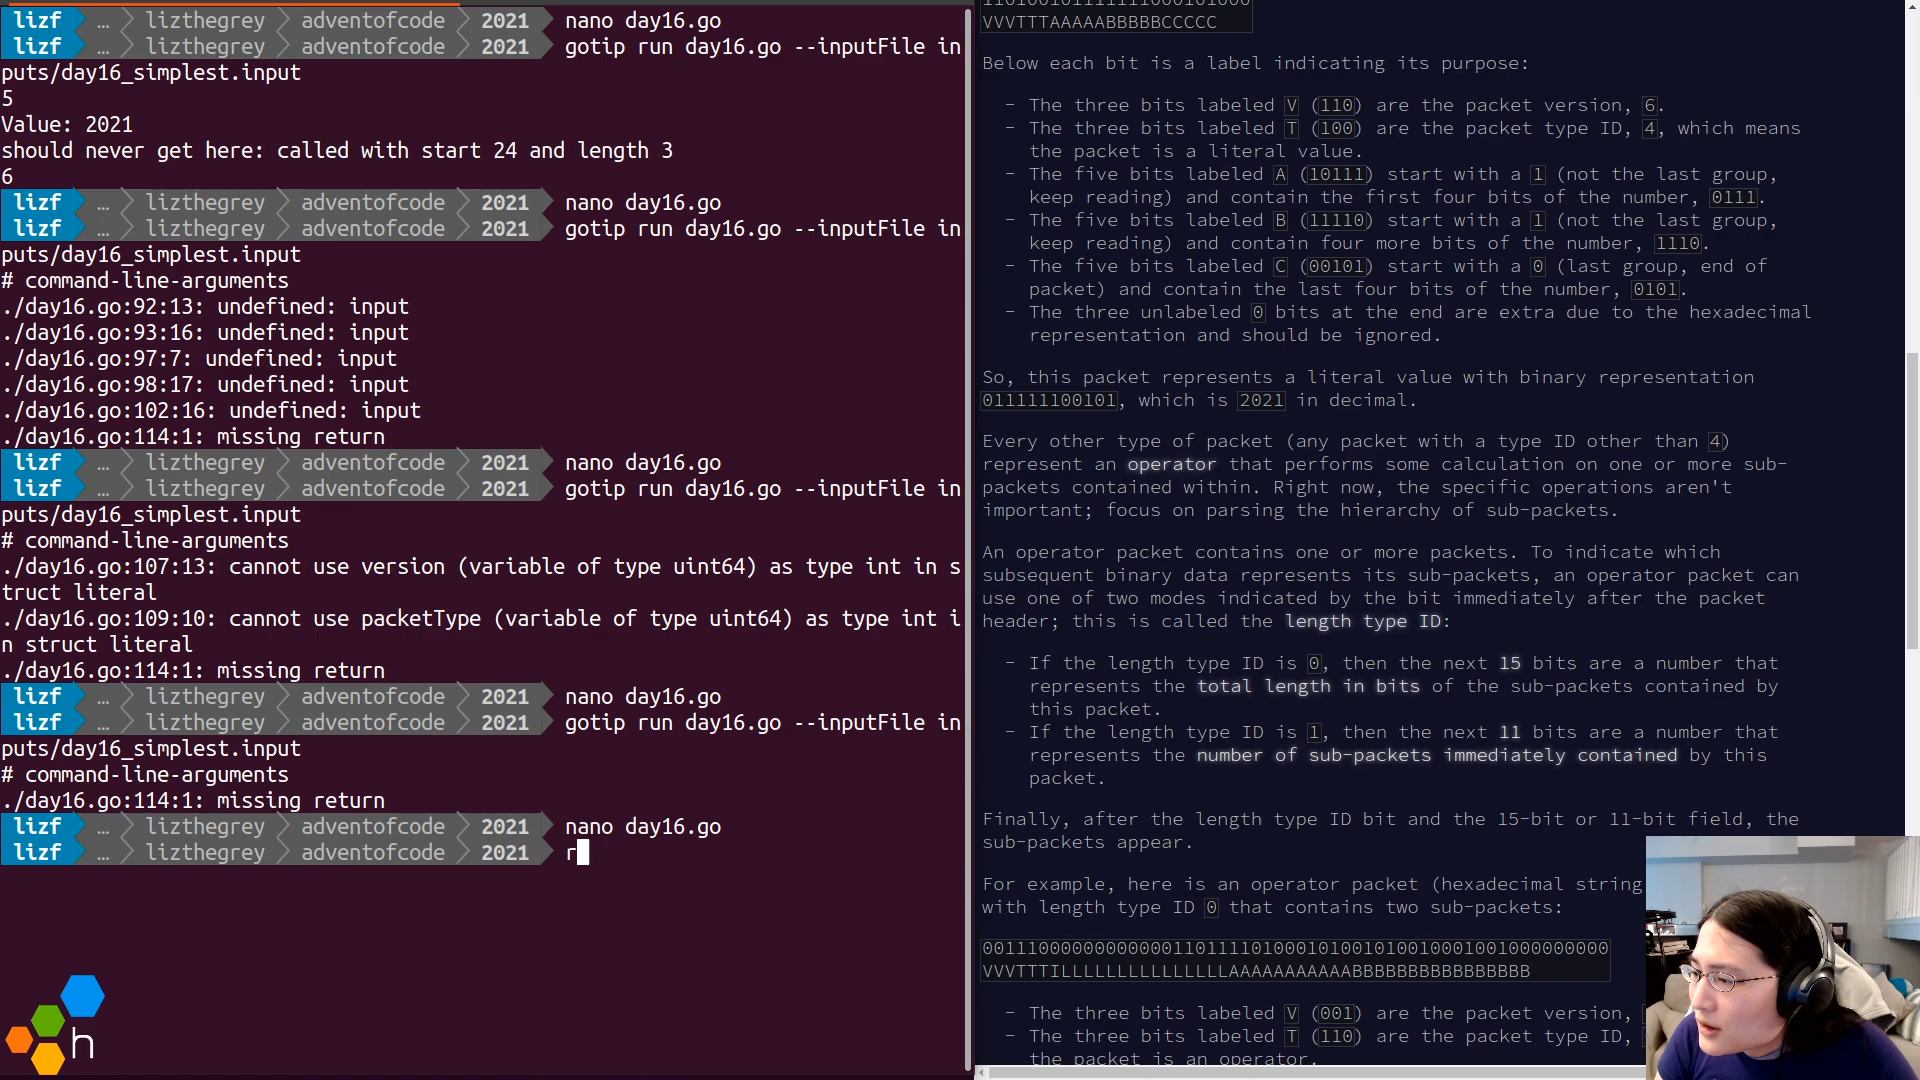 lizf … lizthegrey adventofcode 2021 nano day16.go
lizf … lizthegrey adventofcode 2021 gotip run day16.go --inputFile in
puts/day16_simplest.input
5
Value: 2021
should never get here: called with start 24 and length 3
6
lizf … lizthegrey adventofcode 2021 nano day16.go
lizf … lizthegrey adventofcode 2021 gotip run day16.go --inputFile in
puts/day16_simplest.input
# command-line-arguments
./day16.go:92:13: undefined: input
./day16.go:93:16: undefined: input
./day16.go:97:7: undefined: input
./day16.go:98:17: undefined: input
./day16.go:102:16: undefined: input
./day16.go:114:1: missing return
lizf … lizthegrey adventofcode 2021 nano day16.go
lizf … lizthegrey adventofcode 2021 gotip run day16.go --inputFile in
puts/day16_simplest.input
# command-line-arguments
./day16.go:107:13: cannot use version (variable of type uint64) as type int in s
truct literal
./day16.go:109:10: cannot use packetType (variable of type uint64) as type int i
n struct literal
./day16.go:114:1: missing return
lizf … lizthegrey adventofcode 2021 nano day16.go
lizf … lizthegrey adventofcode 2021 gotip run day16.go --inputFile in
puts/day16_simplest.input
# command-line-arguments
./day16.go:114:1: missing return
lizf … lizthegrey adventofcode 2021 nano day16.go
lizf … lizthegrey adventofcode 2021 r
h
VVVTTTAAAAABBBBBCCCCC
Below each bit is a label indicating its purpose:
- The three bits labeled V (110) are the packet version, 6.
- The three bits labeled T (100) are the packet type ID, 4, which means
the packet is a literal value.
- The five bits labeled A (10111) start with a 1 (not the last group,
keep reading) and contain the first four bits of the number, 0111.
- The five bits labeled B (11110) start with a 1 (not the last group,
keep reading) and contain four more bits of the number, 1110.
- The five bits labeled C (00101) start with a 0 (last group, end of
packet) and contain the last four bits of the number, 0101.
- The three unlabeled 0 bits at the end are extra due to the hexadecimal
representation and should be ignored.
So, this packet represents a literal value with binary representation
011111100101, which is 2021 in decimal.
Every other type of packet (any packet with a type ID other than 4)
represent an operator that performs some calculation on one or more sub-
packets contained within. Right now, the specific operations aren't
important; focus on parsing the hierarchy of sub-packets.
An operator packet contains one or more packets. To indicate which
subsequent binary data represents its sub-packets, an operator packet can
use one of two modes indicated by the bit immediately after the packet
header; this is called the length type ID:
- If the length type ID is 0, then the next 15 bits are a number that
represents the total length in bits of the sub-packets contained by
this packet.
- If the length type ID is 1, then the next 11 bits are a number that
represents the number of sub-packets immediately contained by this
packet.
Finally, after the length type ID bit and the 15-bit or 11-bit field, the
sub-packets appear.
For example, here is an operator packet (hexadecimal string
with length type ID 0 that contains two sub-packets:
00111000000000000110111101000101001010010001001000000000
VVVTTTILLLLLLLLLLLLLLLAAAAAAAAAAABBBBBBBBBBBBBBBB
- The three bits labeled V (001) are the packet version,
- The three bits labeled T (110) are the packet type ID,
the packet is an operator.